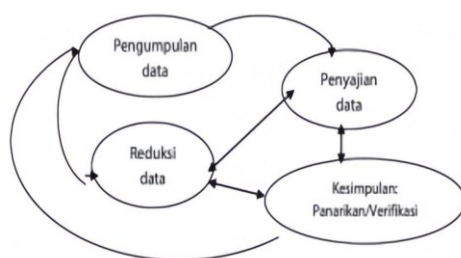 Pengumpulan
data
Penyajian
data
Reduksi
data
Kesimpulan:
Panarikan/Verifikasi